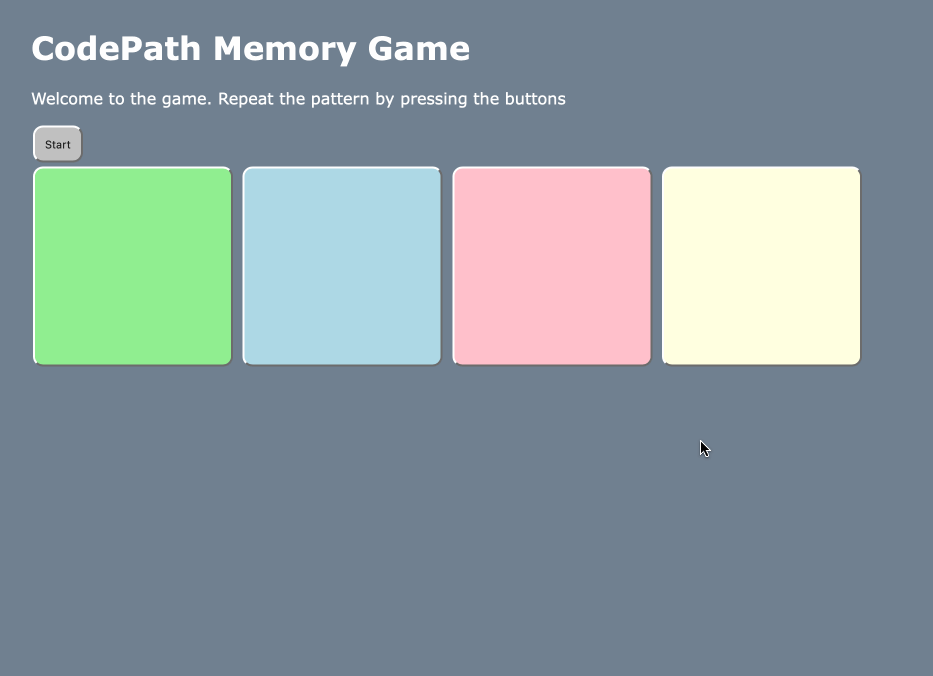 CodePath Memory Game
Welcome to the game. Repeat the pattern by pressing the buttons
Start